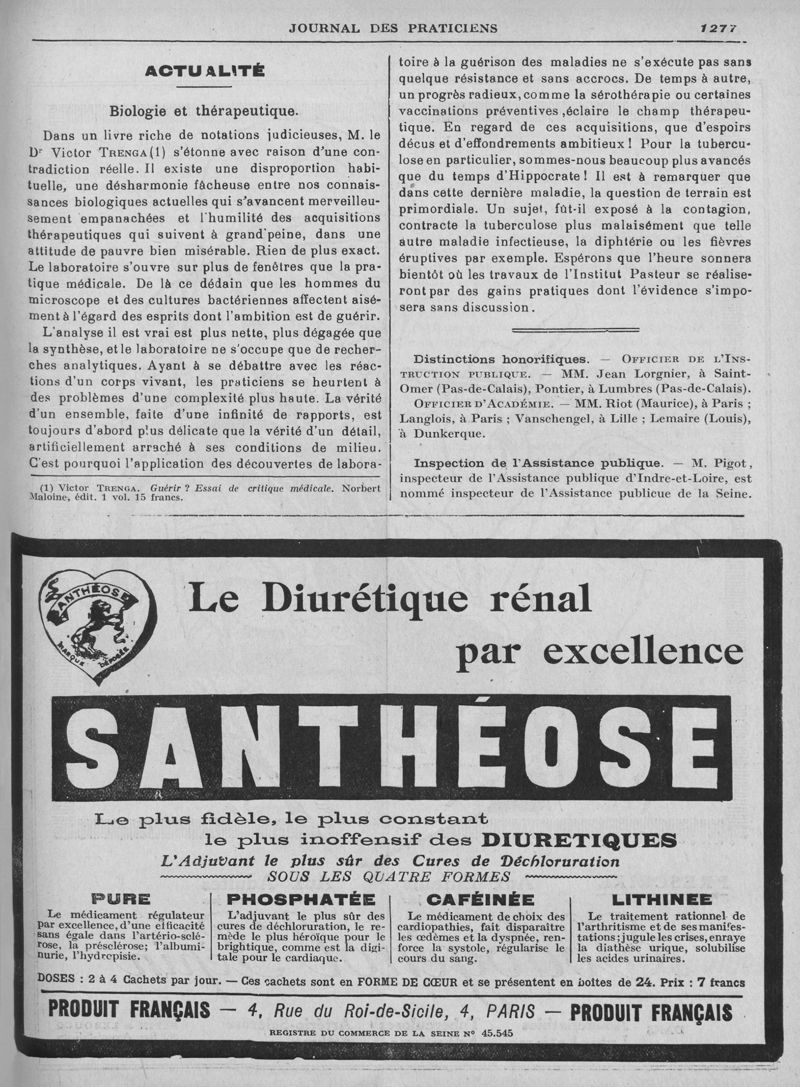 JOURNAL DES PRATICIENS 1277
ACTUALITÉ
Biologie et thérapeutique.
Dans un livre riche de notations judicieuses, M. le
Dr Victor TRENGA (1) s'étonne avec raison d'une con-
tradiction réelle. Il existe une disproportion habi-
tuelle, une désharmonie fâcheuse entre nos connais-
sances biologiques actuelles qui s'avancent merveilleu-
sement empanachées et l'humilité des acquisitions
thérapeutiques qui suivent à grand'peine, dans une
attitude de pauvre bien misérable. Rien de plus exact.
Le laboratoire s'ouvre sur plus de fenêtres que la pra-
tique médicale. De là ce dédain que les hommes du
microscope et des cultures bactériennes affectent aisé-
ment à l'égard des esprits dont l'ambition est de guérir.
L'analyse il est vrai est plus nette, plus dégagée que
la synthèse, et le laboratoire ne s'occupe que de recher-
ches analytiques. Ayant à se débattre avec les réac-
tions d'un corps vivant, les praticiens se heurtent à
des problèmes d'une complexité plus haute. La vérité
d'un ensemble, faite d'une infinité de rapports, est
toujours d'abord plus délicate que la vérité d'un détail,
artificiellement arraché à ses conditions de milieu.
C'est pourquoi l'application des découvertes de labora-
(1) Victor TRENGA. Guérir ? Essai de critique médicale. Norbert
Maloine, édit. 1 vol. 15 francs.
toire à la guérison des maladies ne s'exécute pas sans
quelque résistance et sans accrocs. De temps à autre,
un progrès radieux, comme la sérothérapie ou certaines
vaccinations préventives ,éclaire le champ thérapeu-
tique. En regard de ces acquisitions, que d'espoirs
décus et d'effondrements ambitieux ! Pour la tubercu-
lose en particulier, sommes-nous beaucoup plus avancés
que du temps d'Hippocrate ! Il est à remarquer que
dans cette dernière maladie, la question de terrain est
primordiale. Un sujet, fût-il exposé à la contagion,
contracte la tuberculose plus malaisément que telle
autre maladie infectieuse, la diphtérie ou les fièvres
éruptives par exemple. Espérons que l'heure sonnera
bientôt où les travaux de l'Institut Pasteur se réalise-
ront par des gains pratiques dont l'évidence s'impo-
sera sans discussion.
Distinctions honorifiques. — OFFICIER DE L'INS-
TRUCTION PUBLIQUE. — MM. Jean Lorgnier, à Saint-
Omer (Pas-de-Calais), Pontier, à Lumbres (Pas-de-Calais).
OFFICIER D'ACADÉMIE. — MM. Riot (Maurice), à Paris ;
Langlois, à Paris ; Vanschengel, à Lille ; Lemaire (Louis),
à Dunkerque.
Inspection de l'Assistance publique. — M. Pigot,
inspecteur de l'Assistance publique d'Indre-et-Loire, est
nommé inspecteur de l'Assistance publicue de la Seine.
SANTHÉOSE
MARQUE DÉPOSÉE
Le Diurétique rénal
par excellence
SANTHÉOSE
Le plus fidèle, le plus constant
le plus inoffensif des DIURETIQUES
L'Adjuvant le plus sûr des Cures de Déchloruration
SOUS LES QUATRE FORMES
PURE
Le médicament régulateur
par excellence, d'une efficacité
sans égale dans l'artério-sclé-
rose, la présclérose; l'albumi-
nurie, l'hydropisie.
PHOSPHATÉE
L'adjuvant le plus sûr des
cures de déchloruration, le re-
mède le plus héroïque pour le
brightique, comme est la digi-
tale pour le cardiaque.
CAFÉINÉE
Le médicament de choix des
cardiopathies, fait disparaître
les œdèmes et la dyspnée, ren-
force la systole, régularise le
cours du sang.
LITHINEE
Le traitement rationnel de
l'arthritisme et de ses manifes-
tations; jugule les crises, enraye
la diathèse urique, solubilise
les acides urinaires.
DOSES : 2 à 4 Cachets par jour. — Ces cachets sont en FORME DE CŒUR et se présentent en boîtes de 24. Prix : 7 francs
PRODUIT FRANÇAIS — 4, Rue du Roi-de-Sicile, 4, PARIS — PRODUIT FRANÇAIS
REGISTRE DU COMMERCE DE LA SEINE N° 45.545